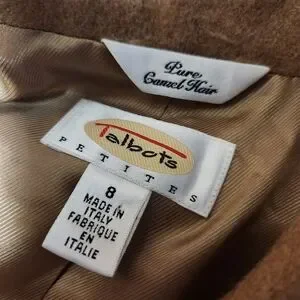 Pure
Camel Hair
Talbots
PETITES
8
MADE IN
ITALY
FABRIQUE
EN
ITALIE